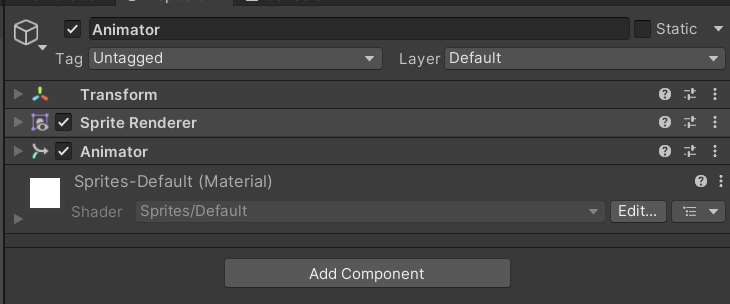 Animator
Static
Tag Untagged Layer Default
Transform
Sprite Renderer
Animator
Sprites-Default (Material)
Shader Sprites/Default Edit...
Add Component